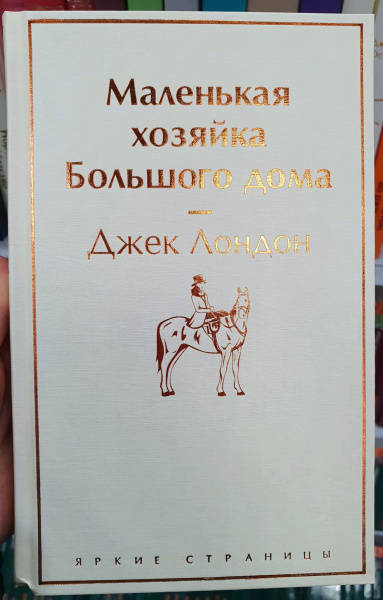 Маленькая
хозяйка
Большого дома
Джек Лондон
ЯРКИЕ СТРАНИЦЫ